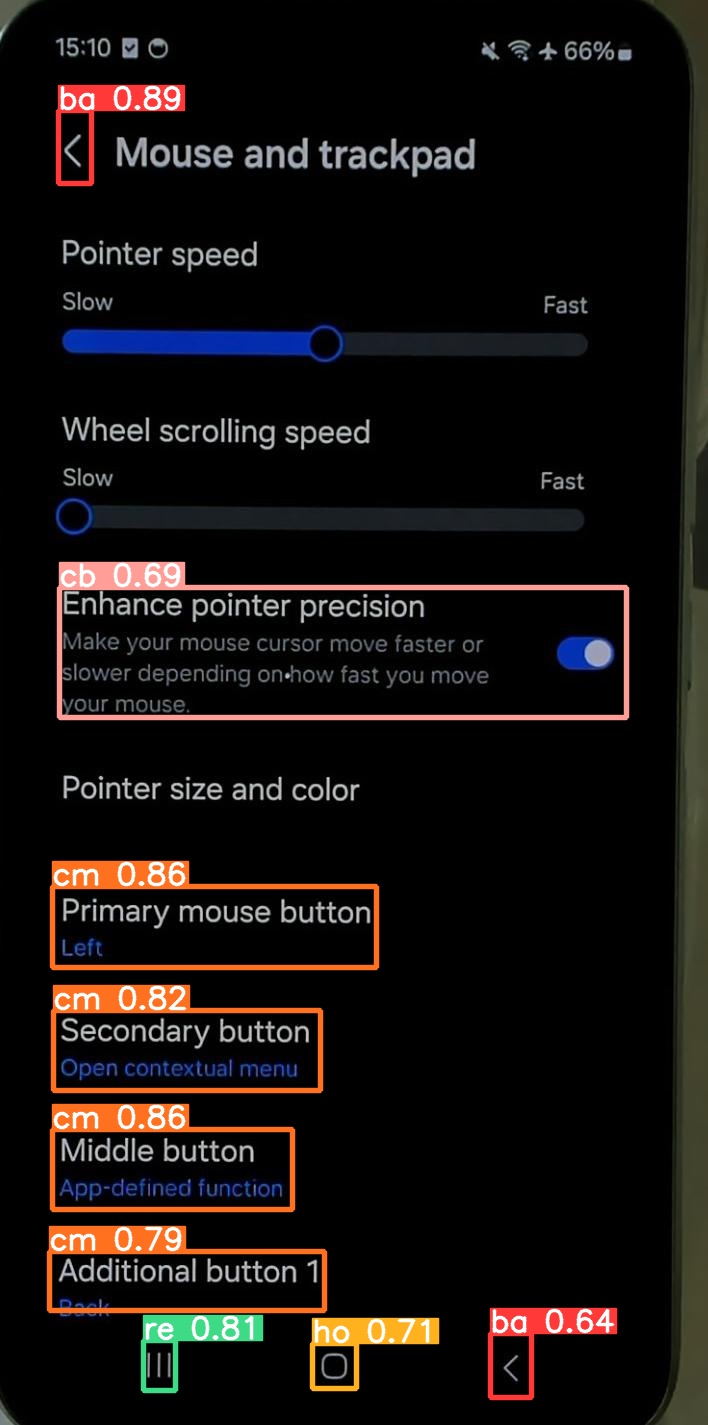 15:10
66%
ba 0.89
Mouse and trackpad
Pointer speed
Slow
Fast
Wheel scrolling speed
Slow
Fast
cb 0.69
Enhance pointer precision
Make your mouse cursor move faster or
slower depending on how fast you move
your mouse.
Pointer size and color
cm 0.86
Primary mouse button
Left
cm 0.82
Secondary button
Open contextual menu
cm 0.86
Middle button
App-defined function
cm 0.79
Additional button 1
Back
re 0.81
ho 0.71
ba 0.64